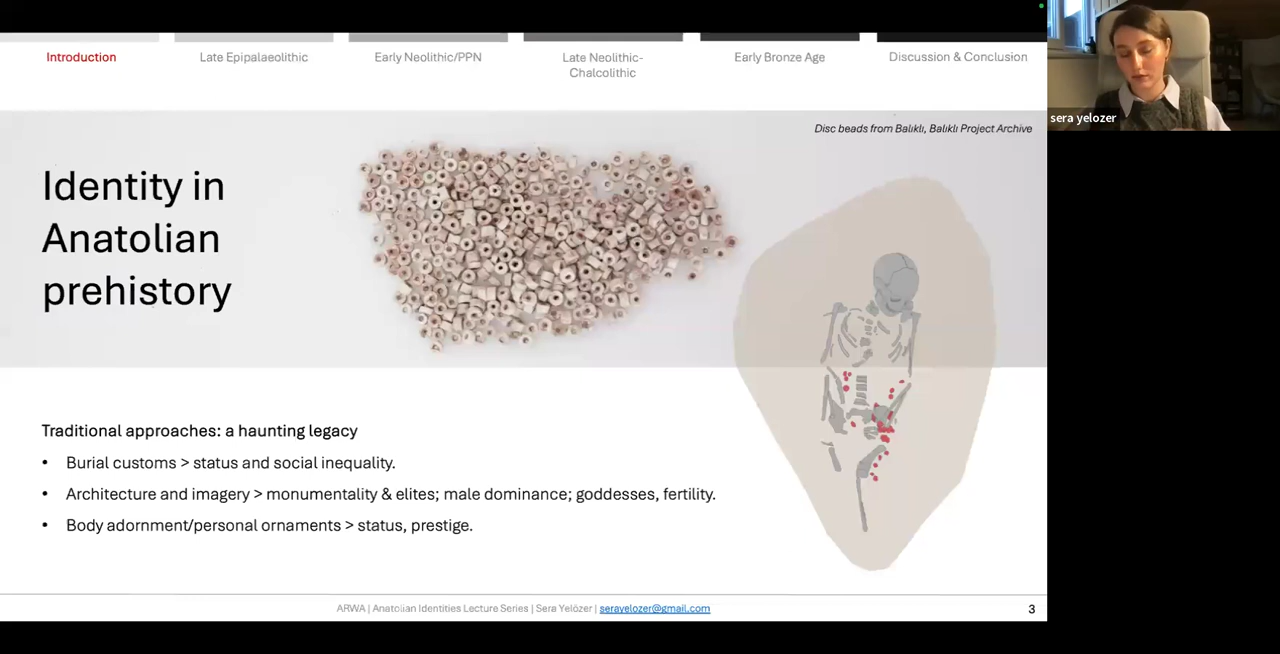 Introduction
Late Epipalaeolithic
Early Neolithic/PPN
Late Neolithic-
Chalcolithic
Early Bronze Age
Discussion & Conclusion
sera yelozer
Disc beads from Balıklı, Balıklı Project Archive
Identity in
Anatolian
prehistory
Traditional approaches: a haunting legacy
• Burial customs > status and social inequality.
• Architecture and imagery > monumentality & elites; male dominance; goddesses, fertility.
• Body adornment/personal ornaments > status, prestige.
ARWA | Anatolian Identities Lecture Series | Sera Yelözer | serayelozer@gmail.com
3